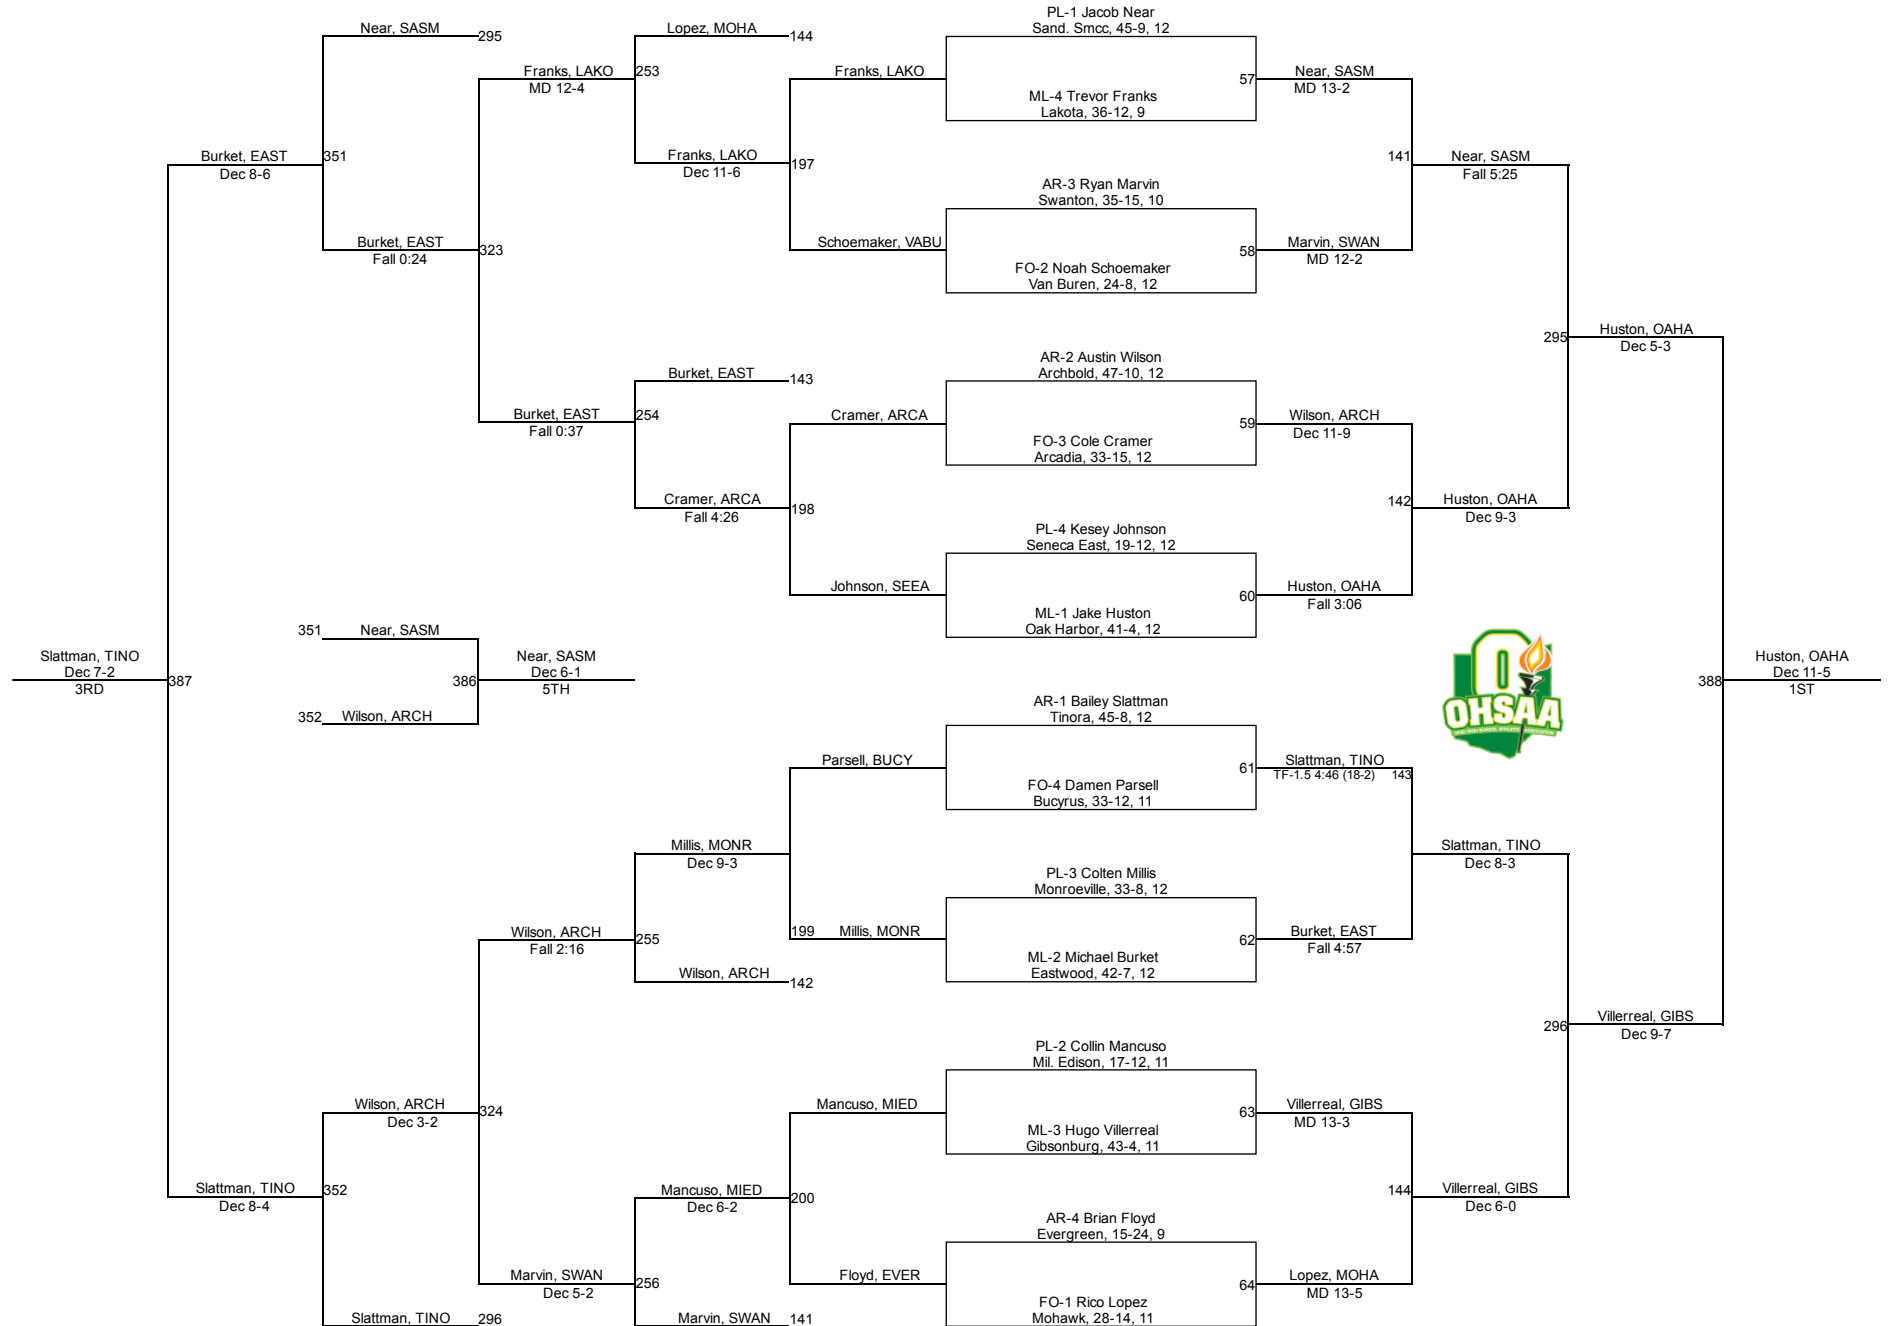 PL-1 Jacob Near
Sand. Smcc, 45-9, 12
Near, SASM 295
Lopez, MOHA 144
Franks, LAKO 253
MD 12-4
Franks, LAKO
57 Near, SASM
MD 13-2
ML-4 Trevor Franks
Lakota, 36-12, 9
Burket, EAST 351
Dec 8-6
Franks, LAKO 197
Dec 11-6
141 Near, SASM
Fall 5:25
AR-3 Ryan Marvin
Swanton, 35-15, 10
Burket, EAST 323
Fall 0:24
Schoemaker, VABU
58 Marvin, SWAN
MD 12-2
FO-2 Noah Schoemaker
Van Buren, 24-8, 12
295 Huston, OAHA
Dec 5-3
AR-2 Austin Wilson
Archbold, 47-10, 12
Burket, EAST 143
Burket, EAST 254
Fall 0:37
Cramer, ARCA
59 Wilson, ARCH
Dec 11-9
FO-3 Cole Cramer
Arcadia, 33-15, 12
Cramer, ARCA 198
Fall 4:26
142 Huston, OAHA
Dec 9-3
PL-4 Kesey Johnson
Seneca East, 19-12, 12
Johnson, SEEA
60 Huston, OAHA
Fall 3:06
ML-1 Jake Huston
Oak Harbor, 41-4, 12
351 Near, SASM
Slattman, TINO
Dec 7-2
3RD
387
386
Near, SASM
Dec 6-1
5TH
352 Wilson, ARCH
OHSAA
388
Huston, OAHA
Dec 11-5
1ST
AR-1 Bailey Slattman
Tinora, 45-8, 12
Parsell, BUCY
61 Slattman, TINO
TF-1.5 4:46 (18-2) 143
FO-4 Damen Parsell
Bucyrus, 33-12, 11
Millis, MONR
Dec 9-3
Slattman, TINO
Dec 8-3
PL-3 Colten Millis
Monroeville, 33-8, 12
Wilson, ARCH 255
Fall 2:16
199 Millis, MONR
62 Burket, EAST
Fall 4:57
ML-2 Michael Burket
Eastwood, 42-7, 12
Wilson, ARCH 142
296 Villerreal, GIBS
Dec 9-7
PL-2 Collin Mancuso
Mil. Edison, 17-12, 11
Wilson, ARCH 324
Dec 3-2
Mancuso, MIED
63 Villerreal, GIBS
MD 13-3
ML-3 Hugo Villerreal
Gibsonburg, 43-4, 11
Slattman, TINO 352
Dec 8-4
Mancuso, MIED 200
Dec 6-2
144 Villerreal, GIBS
Dec 6-0
AR-4 Brian Floyd
Evergreen, 15-24, 9
Marvin, SWAN 256
Dec 5-2
Floyd, EVER
64 Lopez, MOHA
MD 13-5
FO-1 Rico Lopez
Mohawk, 28-14, 11
Slattman, TINO 296
Marvin, SWAN 141